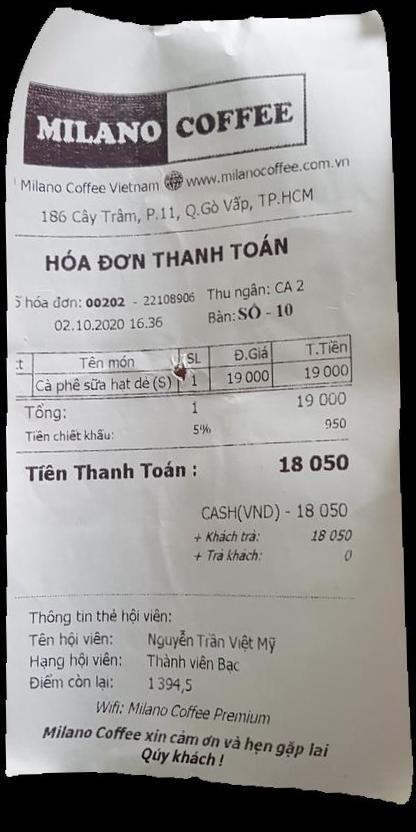 MILANO COFFEE
Milano Coffee Vietnam www.milanocoffee.com.vn
186 Cây Trâm, P.11, Q.Gò Vấp, TP.HCM
HÓA ĐƠN THANH TOÁN
hóa đơn: 00202 - 22108906 Thu ngân: CA 2
02.10.2020 16.36 Bàn: SÔ - 10
Tên món SL Đ.Giá T.Tiền
Cà phê sữa hạt dẻ (S) 1 19 000 19 000
Tổng: 1 19 000
Tiền chiết khấu: 5% 950
Tiền Thanh Toán : 18 050
CASH(VND) - 18 050
+ Khách trả: 18 050
+ Trả khách: 0
Thông tin thẻ hội viên:
Tên hội viên: Nguyễn Trần Việt Mỹ
Hạng hội viên: Thành viên Bạc
Điểm còn lại: 1394,5
Wifi: Milano Coffee Premium
Milano Coffee xin cảm ơn và hẹn gặp lai
Qúy khách !